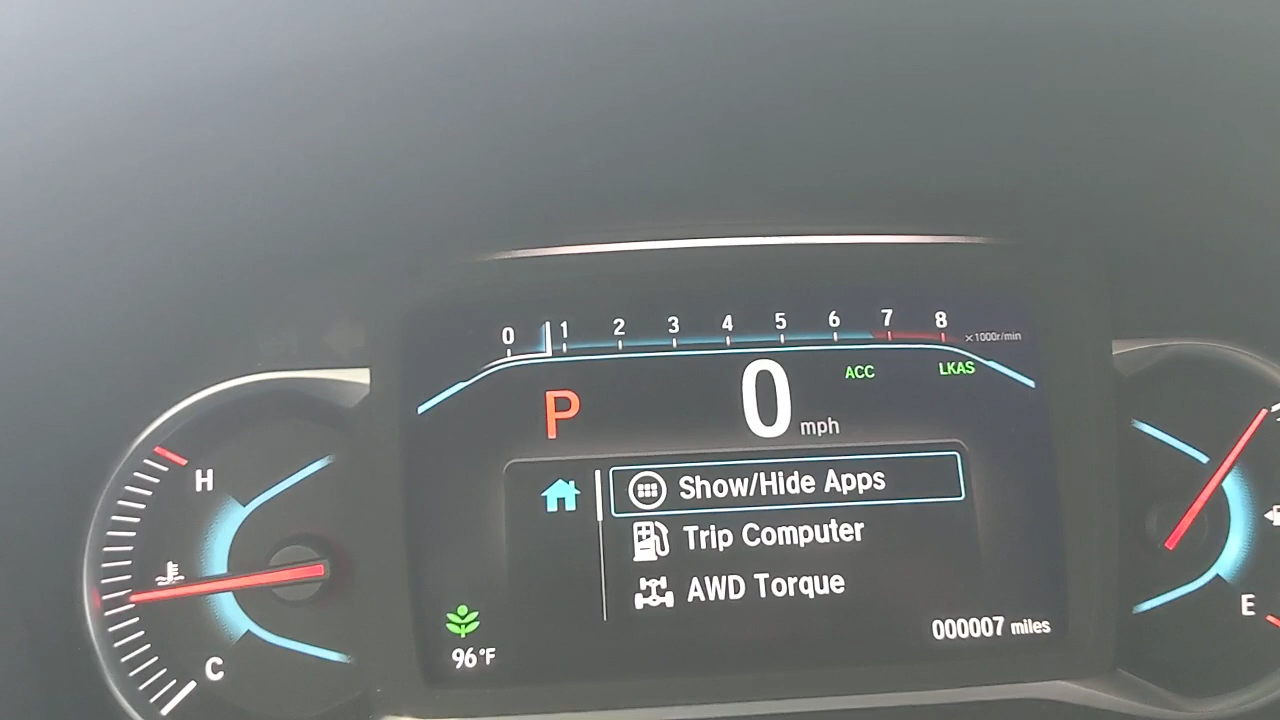 0 1 2 3 4 5 6 7 8 ×1000r/min
P 0 mph ACC LKAS
H
Show/Hide Apps
Trip Computer
AWD Torque
C
E
96°F
000007 miles